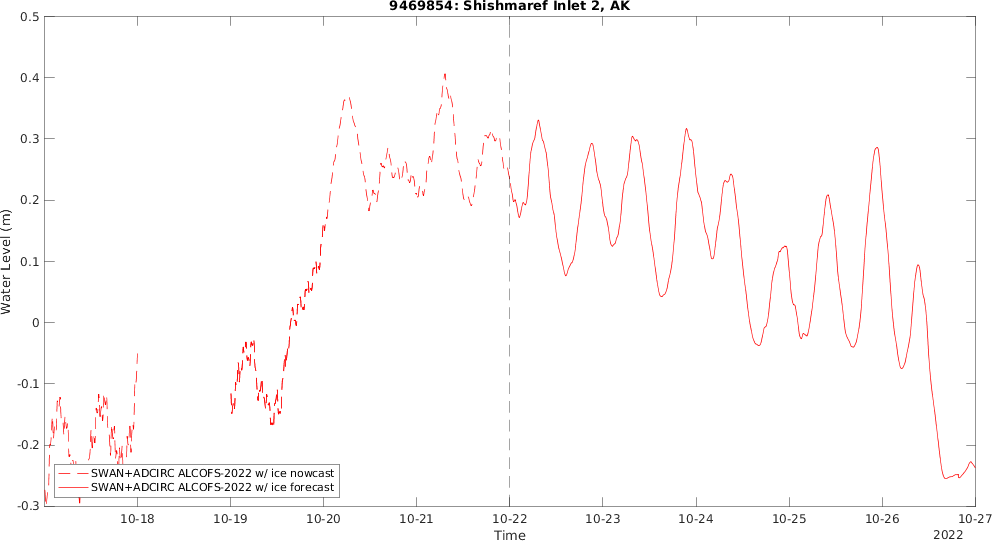 9469854: Shishmaref Inlet 2, AK
0.5
0.4
0.3
0.2
0.1
0
-0.1
-0.2
-0.3
Water Level (m)
SWAN+ADCIRC ALCOFS-2022 w/ ice nowcast
SWAN+ADCIRC ALCOFS-2022 w/ ice forecast
10-18 10-19 10-20 10-21 10-22 10-23 10-24 10-25 10-26 10-27
Time
2022